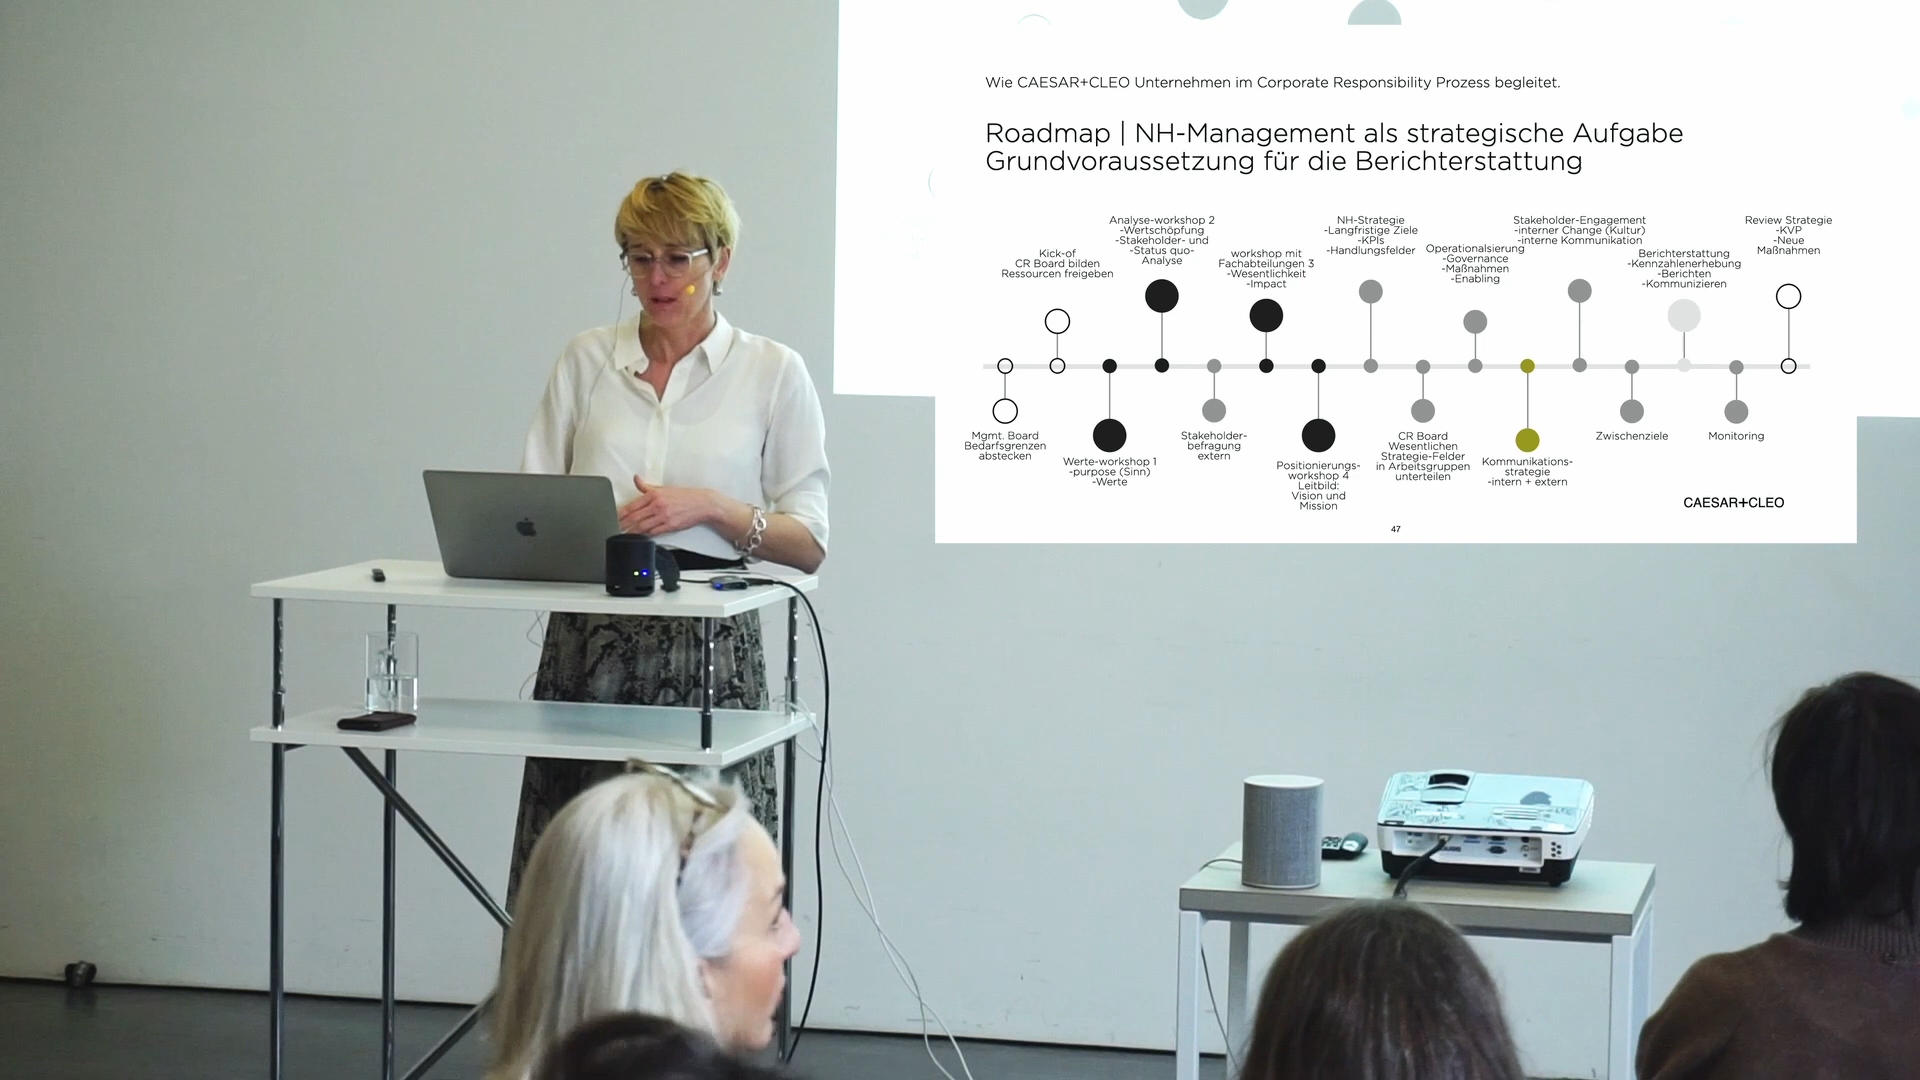 Wie CAESAR+CLEO Unternehmen im Corporate Responsibility Prozess begleitet.
Roadmap | NH-Management als strategische Aufgabe
Grundvoraussetzung für die Berichterstattung
Kick-of
CR Board bilden
Ressourcen freigeben
Analyse-workshop 2
-Wertschöpfung
-Stakeholder- und
-Status quo-
Analyse
workshop mit
Fachabteilungen 3
-Wesentlichkeit
-Impact
NH-Strategie
-Langfristige Ziele
-KPIs
-Handlungsfelder
Operationalsierung
-Governance
-Maßnahmen
-Enabling
Stakeholder-Engagement
-interner Change (Kultur)
-interne Kommunikation
Berichterstattung
-Kennzahlenerhebung
-Berichten
-Kommunizieren
Review Strategie
-KVP
-Neue
Maßnahmen
Mgmt. Board
Bedarfsgrenzen
abstecken
Werte-workshop 1
-purpose (Sinn)
-Werte
Stakeholder-
befragung
extern
Positionierungs-
workshop 4
Leitbild:
Vision und
Mission
CR Board
Wesentlichen
Strategie-Felder
in Arbeitsgruppen
unterteilen
Kommunikations-
strategie
-intern + extern
Zwischenziele
Monitoring
CAESAR+CLEO
47